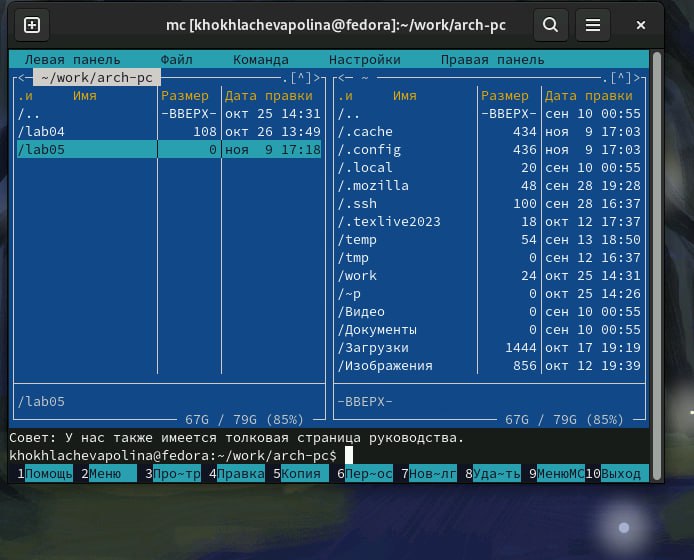 mc [khokhlachevapolina@fedora]:~/work/arch-pc
Левая панель Файл Команда Настройки Правая панель
<─ ~/work/arch-pc ─.[^]>
.и Имя Размер Дата правки
/.. -ВВЕРХ- окт 25 14:31
/lab04 108 окт 26 13:49
/lab05 0 ноя 9 17:18
/lab05
67G / 79G (85%)
<─ ~ ─.[^]>
.и Имя Размер Дата правки
/.. -ВВЕРХ- сен 10 00:55
/.cache 434 ноя 9 17:03
/.config 436 ноя 9 17:03
/.local 20 сен 10 00:55
/.mozilla 48 сен 28 19:28
/.ssh 100 сен 28 16:37
/.texlive2023 18 окт 12 17:37
/temp 54 сен 13 18:50
/tmp 0 сен 12 16:37
/work 24 окт 25 14:31
/~p 0 окт 25 14:26
/Видео 0 сен 10 00:55
/Документы 0 сен 10 00:55
/Загрузки 1444 окт 17 19:19
/Изображения 856 окт 12 19:39
-ВВЕРХ-
67G / 79G (85%)
Совет: У нас также имеется толковая страница руководства.
khokhlachevapolina@fedora:~/work/arch-pc$
1Помощь 2Меню 3Про~тр 4Правка 5Копия 6Пер~ос 7Нов~лг 8Уда~ть 9МенюMC 10Выход